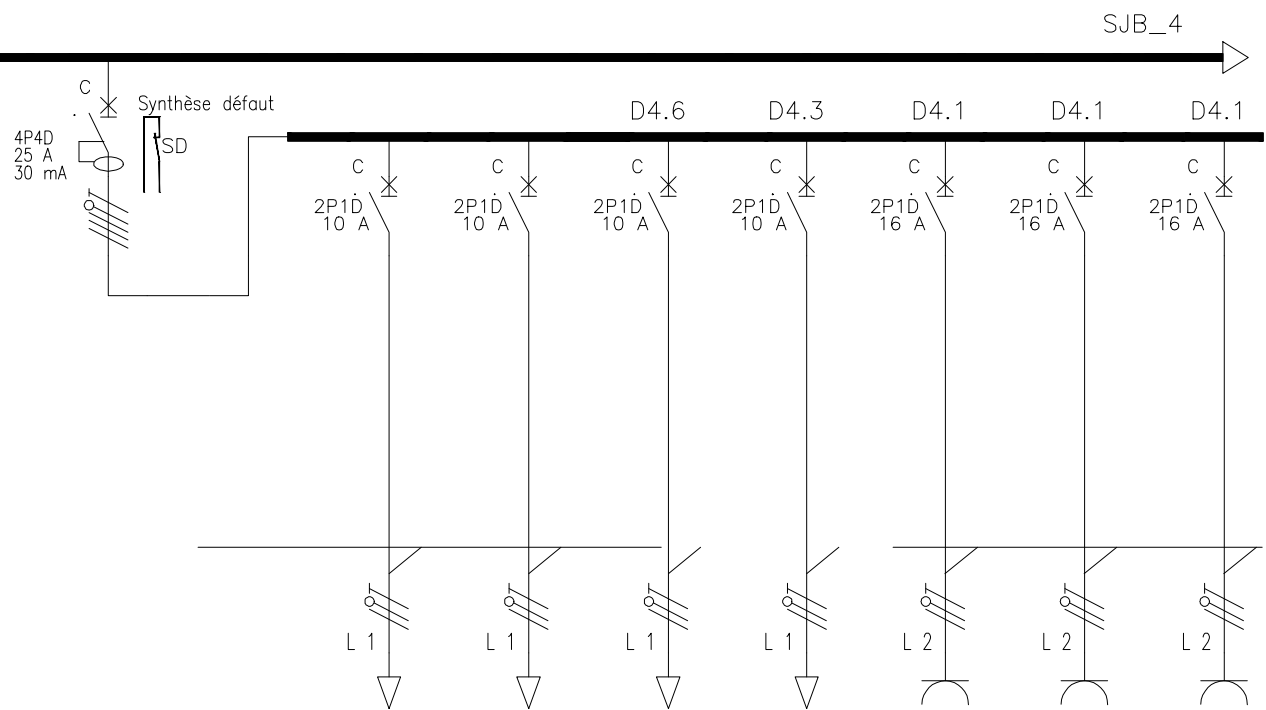 SJB_4
C
Synthèse défaut
4P4D
25 A
30 mA
SD
D4.6
D4.3
D4.1
D4.1
D4.1
C
2P1D
10 A
C
2P1D
10 A
C
2P1D
10 A
C
2P1D
10 A
C
2P1D
16 A
C
2P1D
16 A
C
2P1D
16 A
L 1
L 1
L 1
L 1
L 2
L 2
L 2